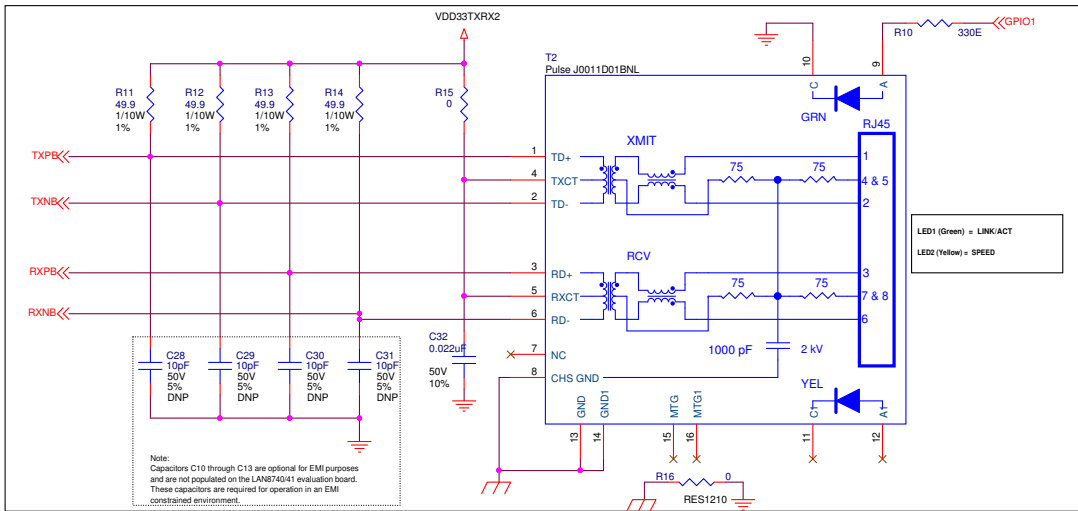 VDD33TXRX2
R10 330E
GPIO1
T2
Pulse J0011D01BNL
10
9
C
A
GRN
RJ45
R11
49.9
1/10W
1%
R12
49.9
1/10W
1%
R13
49.9
1/10W
1%
R14
49.9
1/10W
1%
R15
0
XMIT
TXPB
1
TD+
75
75
1
4
TXCT
4 & 5
TXNB
2
TD-
2
LED1 (Green) = LINK/ACT
LED2 (Yellow) = SPEED
RCV
RXPB
3
RD+
75
75
3
5
RXCT
7 & 8
RXNB
6
RD-
6
C32
0.022uF
50V
10%
7
NC
1000 pF
2 kV
8
CHS GND
C28
10pF
50V
5%
DNP
C29
10pF
50V
5%
DNP
C30
10pF
50V
5%
DNP
C31
10pF
50V
5%
DNP
YEL
GND
GND1
MTG
MTG1
C1
A1
13
14
15
16
11
12
Note:
Capacitors C10 through C13 are optional for EMI purposes
and are not populated on the LAN8740/41 evaluation board.
These capacitors are required for operation in an EMI
constrained environment.
R16 0
RES1210